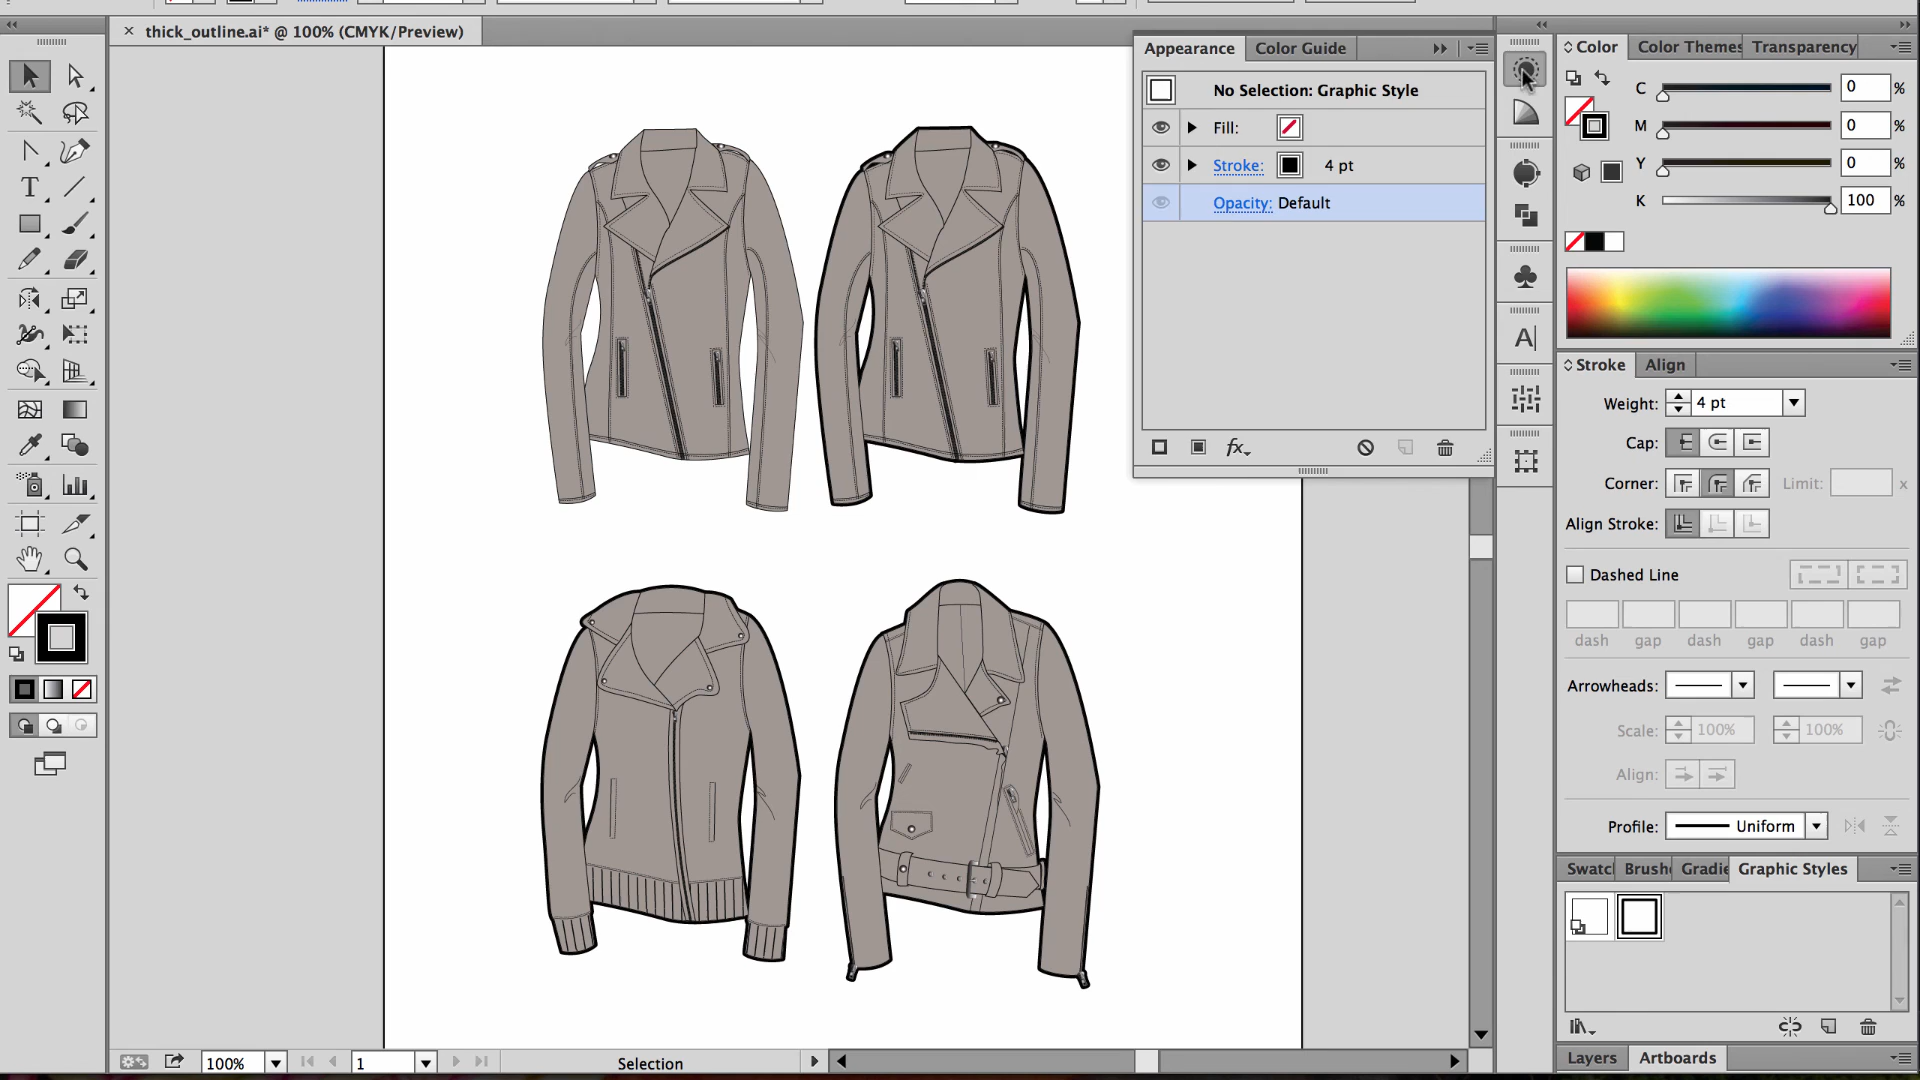 thick_outline.ai* @ 100% (CMYK/Preview)
Appearance
Color Guide
No Selection: Graphic Style
Fill:
Stroke:
4 pt
Opacity: Default
fx
Color
Color Themes
Transparency
C
0
%
M
0
%
Y
0
%
K
100
%
Stroke
Align
Weight:
4 pt
Cap:
Corner:
Limit:
x
Align Stroke:
Dashed Line
dash
gap
dash
gap
dash
gap
Arrowheads:
Scale:
100%
100%
Align:
Profile:
Uniform
Swatc
Brushe
Gradie
Graphic Styles
Layers
Artboards
100%
1
Selection